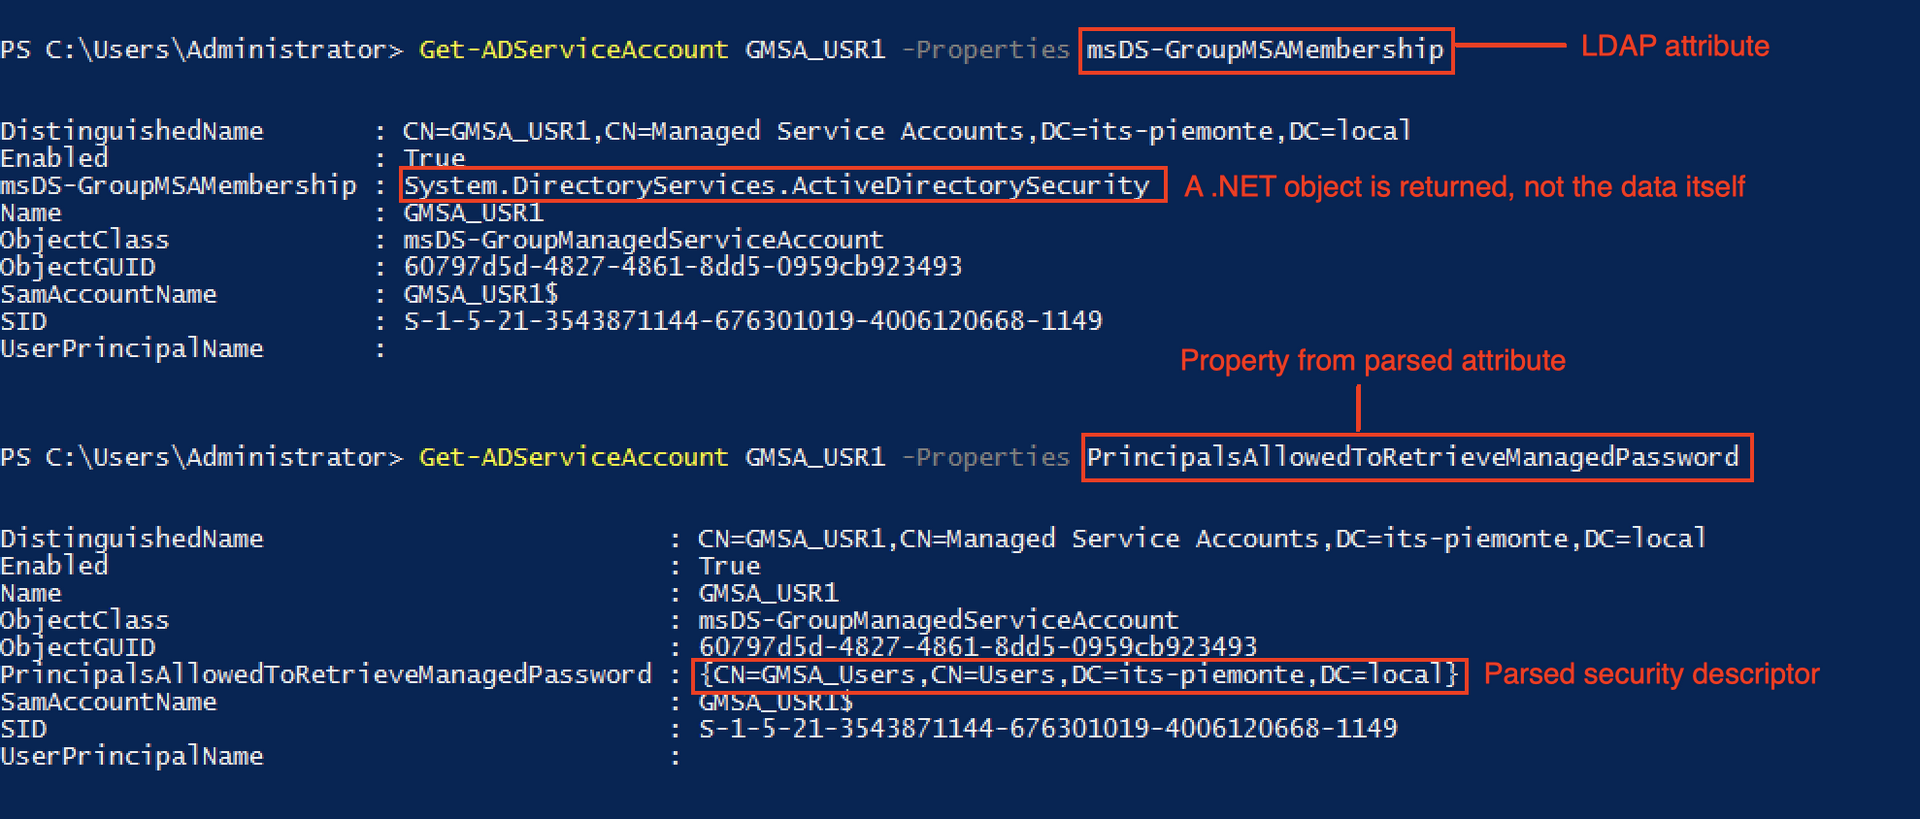 PS C:\Users\Administrator> Get-ADServiceAccount GMSA_USR1 -Properties msDS-GroupMSAMembership LDAP attribute
DistinguishedName : CN=GMSA_USR1,CN=Managed Service Accounts,DC=its-piemonte,DC=local
Enabled : True
msDS-GroupMSAMembership : System.DirectoryServices.ActiveDirectorySecurity A .NET object is returned, not the data itself
Name : GMSA_USR1
ObjectClass : msDS-GroupManagedServiceAccount
ObjectGUID : 60797d5d-4827-4861-8dd5-0959cb923493
SamAccountName : GMSA_USR1$
SID : S-1-5-21-3543871144-676301019-4006120668-1149
UserPrincipalName :
Property from parsed attribute
PS C:\Users\Administrator> Get-ADServiceAccount GMSA_USR1 -Properties PrincipalsAllowedToRetrieveManagedPassword
DistinguishedName : CN=GMSA_USR1,CN=Managed Service Accounts,DC=its-piemonte,DC=local
Enabled : True
Name : GMSA_USR1
ObjectClass : msDS-GroupManagedServiceAccount
ObjectGUID : 60797d5d-4827-4861-8dd5-0959cb923493
PrincipalsAllowedToRetrieveManagedPassword : {CN=GMSA_Users,CN=Users,DC=its-piemonte,DC=local} Parsed security descriptor
SamAccountName : GMSA_USR1$
SID : S-1-5-21-3543871144-676301019-4006120668-1149
UserPrincipalName :